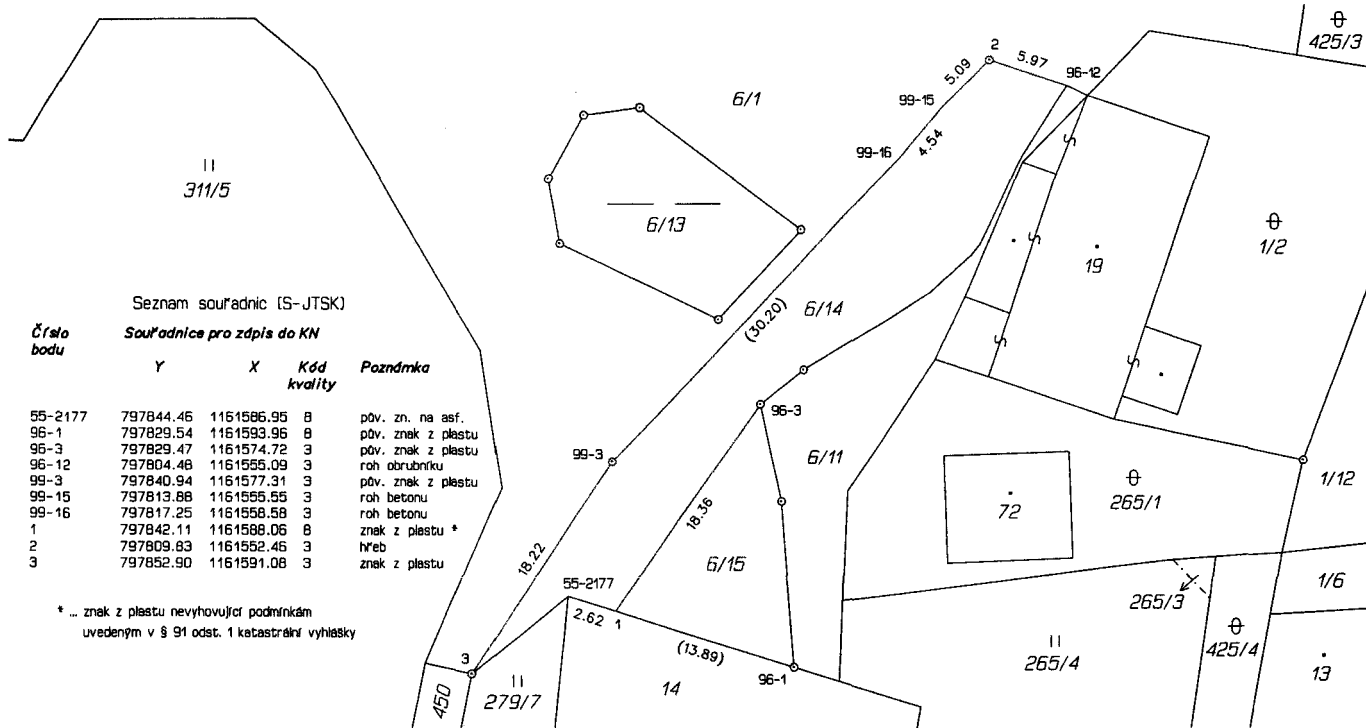 425/3
2
5.97
96-12
5.09
6/1
99-15
4.54
99-16
311/5
6/13
1/2
19
6/14
(30.20)
Seznam souřadnic (S-JTSK)
Číslo bodu Souřadnice pro zápis do KN
Y X Kód kvality Poznámka
55-2177 797844.46 1161586.95 8 pův. zn. na asf.
96-1 797829.54 1161593.96 8 pův. znak z plastu
96-3 797829.47 1161574.72 3 pův. znak z plastu
96-12 797804.48 1161555.09 3 roh obrubníku
99-3 797840.94 1161577.31 3 pův. znak z plastu
99-15 797813.88 1161555.55 3 roh betonu
99-16 797817.25 1161558.58 3 roh betonu
1 797842.11 1161588.06 8 znak z plastu *
2 797809.83 1161552.46 3 hřeb
3 797852.90 1161591.08 3 znak z plastu
* ... znak z plastu nevyhovující podmínkám
uvedeným v § 91 odst. 1 katastrální vyhlášky
96-3
99-3
6/11
1/12
265/1
72
18.36
18.22
6/15
55-2177
2.62
1
265/3
1/6
(13.89)
425/4
265/4
3
96-1
13
14
279/7
450